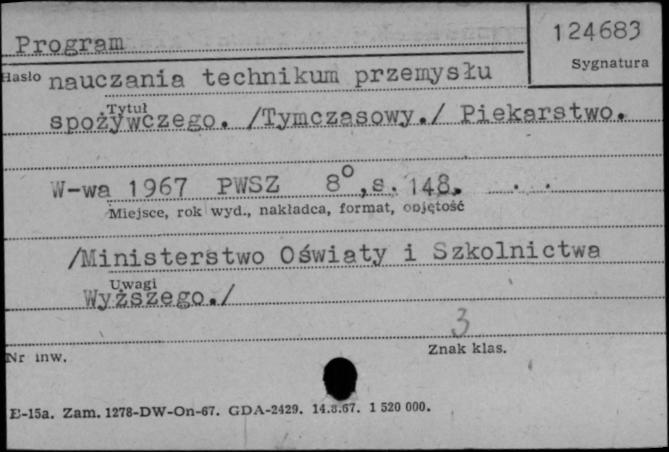 Program
124683
Hasło
Sygnatura
nauczania technikum przemysłu
Tytuł
spożywczego. /Tymczasowy./ Piekarstwo.
W-wa 1967 PWSZ 8°,s. 148.
Miejsce, rok wyd., nakładca, format, objętość
/Ministerstwo Oświaty i Szkolnictwa
Uwagi
Wyższego./
3
Nr inw.
Znak klas.
E-15a. Zam. 1278-DW-On-67. GDA-2429. 14.8.67. 1 520 000.